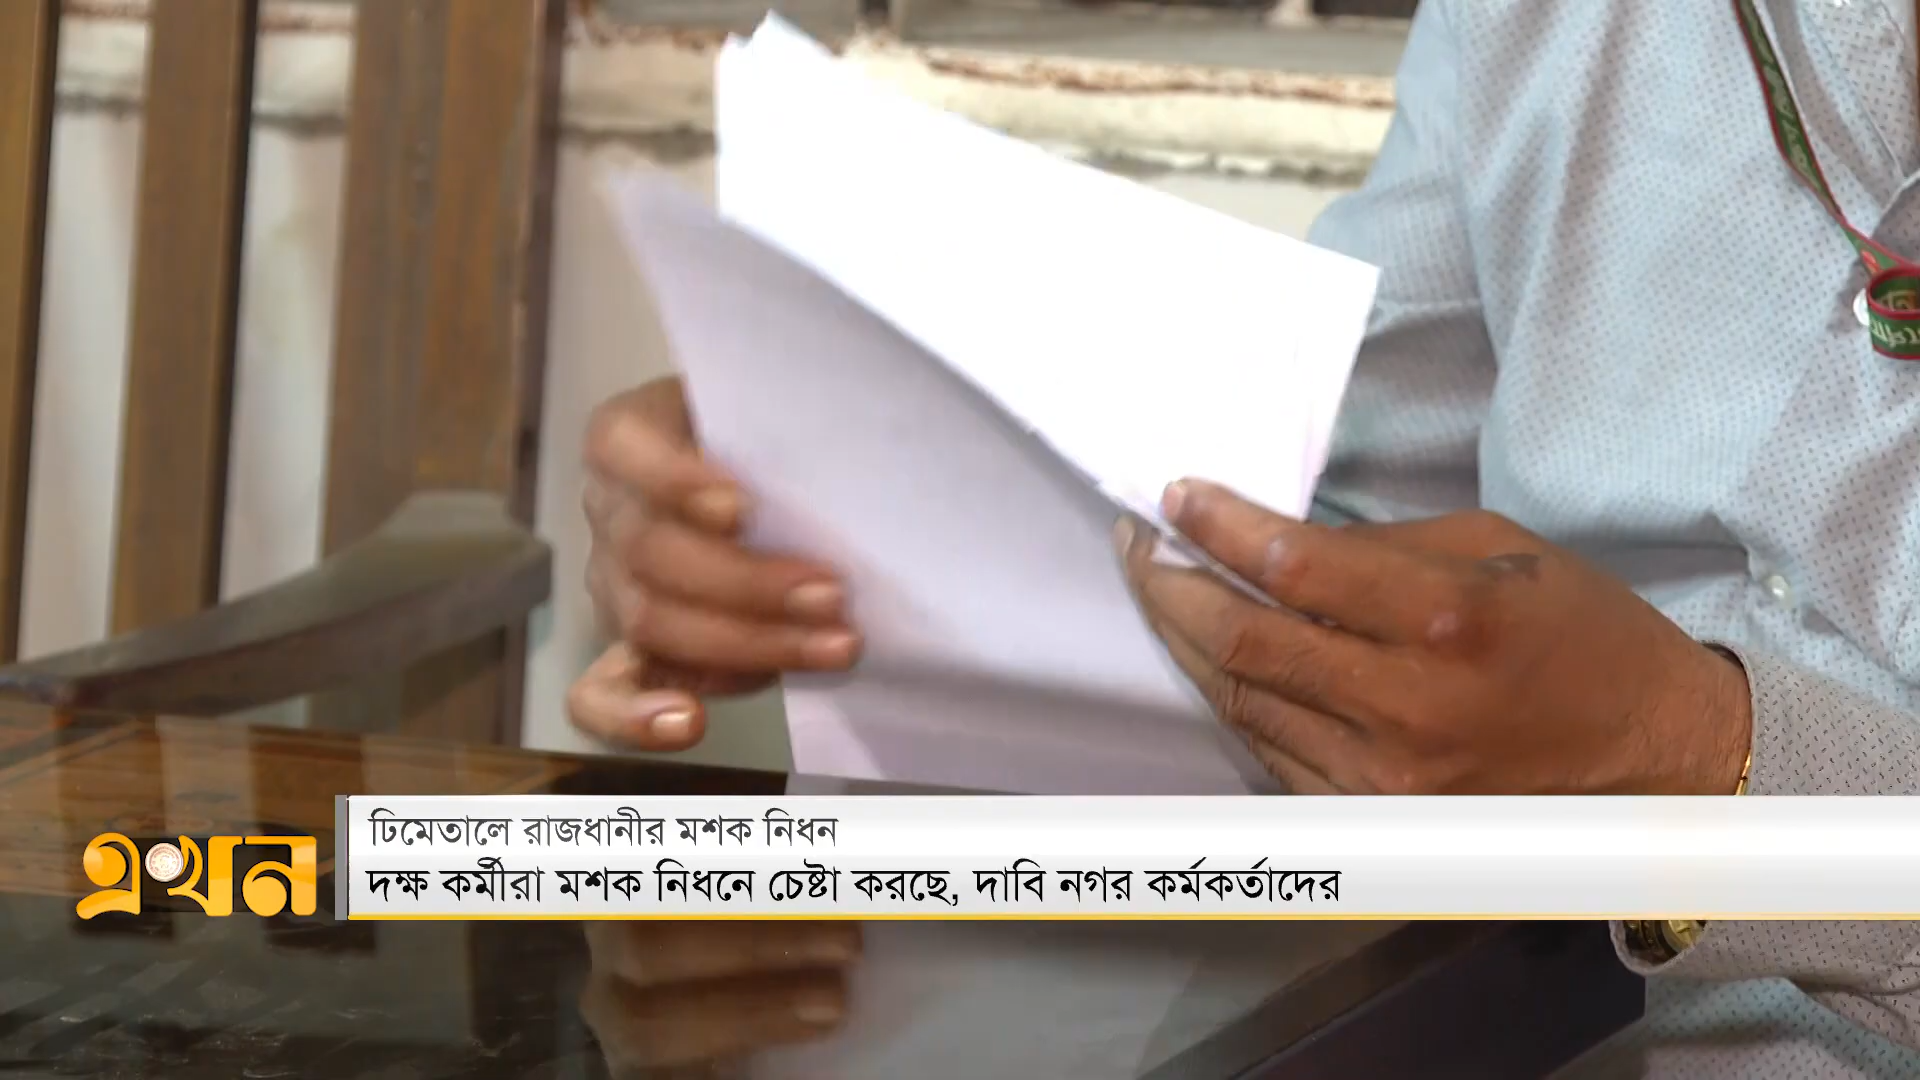 ঢিমেতালে রাজধানীর মশক নিধন
দক্ষ কর্মীরা মশক নিধনে চেষ্টা করছে, দাবি নগর কর্মকর্তাদের
এখন